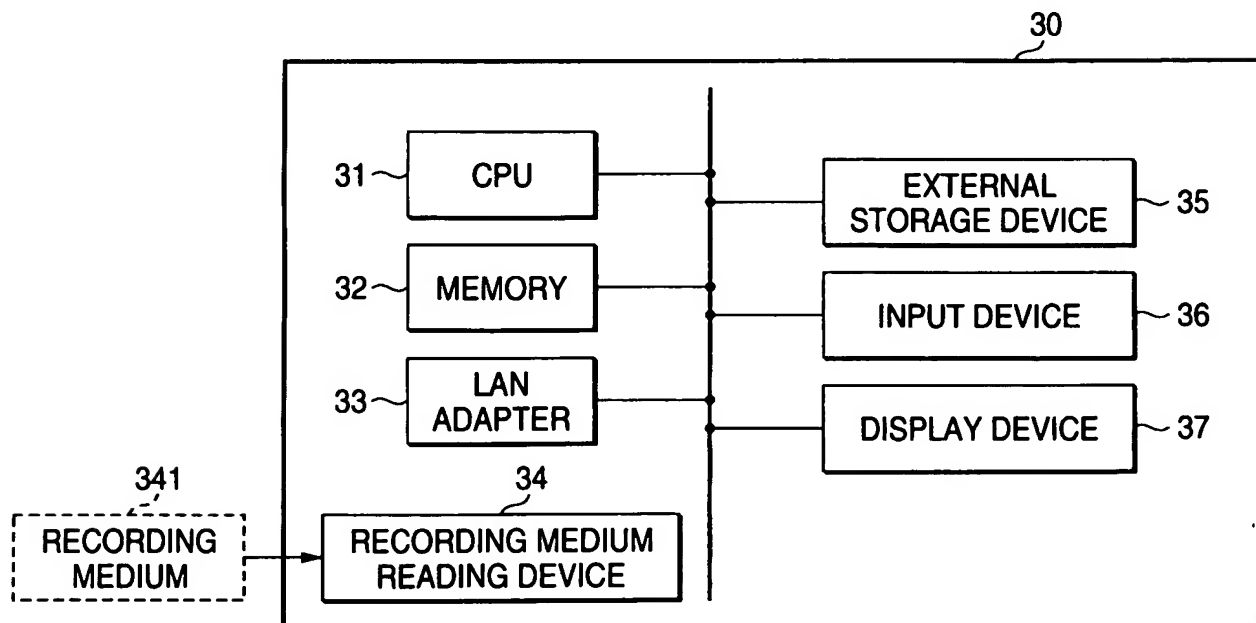 30
31
CPU
EXTERNAL
STORAGE DEVICE
35
32
MEMORY
INPUT DEVICE
36
33
LAN
ADAPTER
DISPLAY DEVICE
37
341
34
RECORDING
MEDIUM
RECORDING MEDIUM
READING DEVICE